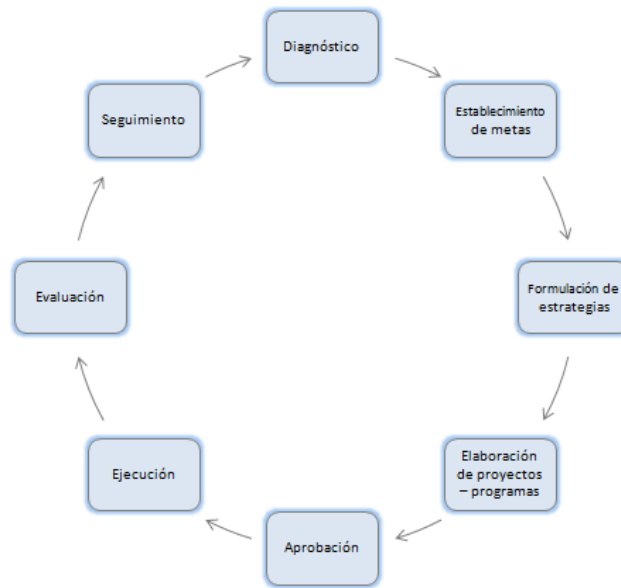 Diagnóstico
Establecimiento
de metas
Formulación de
estrategias
Elaboración
de proyectos
– programas
Aprobación
Ejecución
Evaluación
Seguimiento